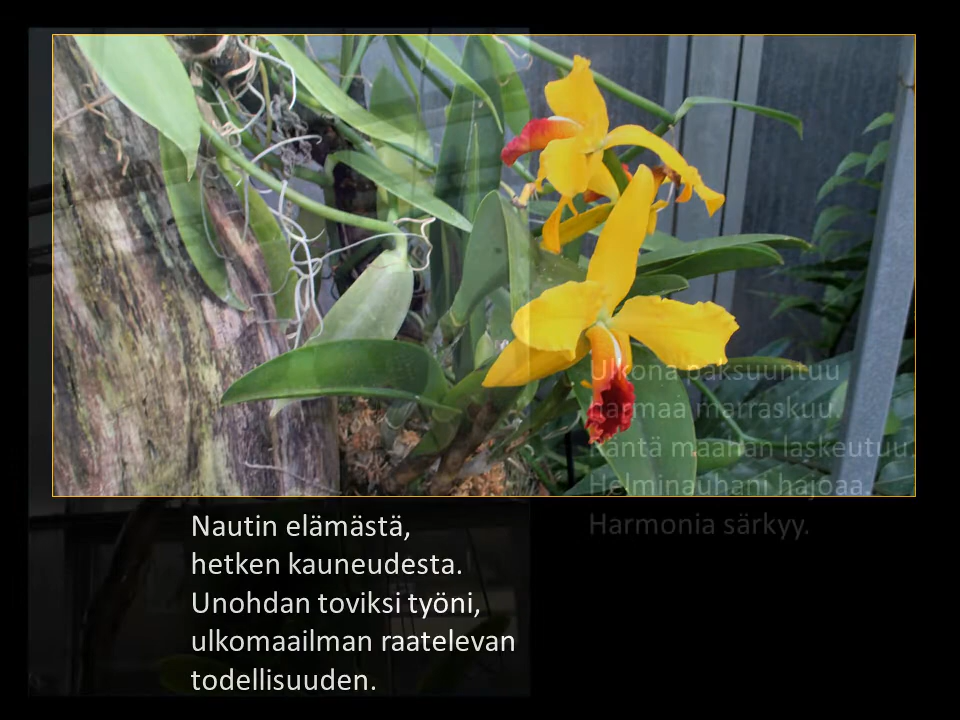 Nautin elämästä,
hetken kauneudesta.
Unohdan toviksi työni,
ulkomaailman raatelevan
todellisuuden.
Ulkona paksuuntuu
harmaa marraskuu.
Räntä maahan laskeutuu.
Helminauhani hajoaa.
Harmonia särkyy.